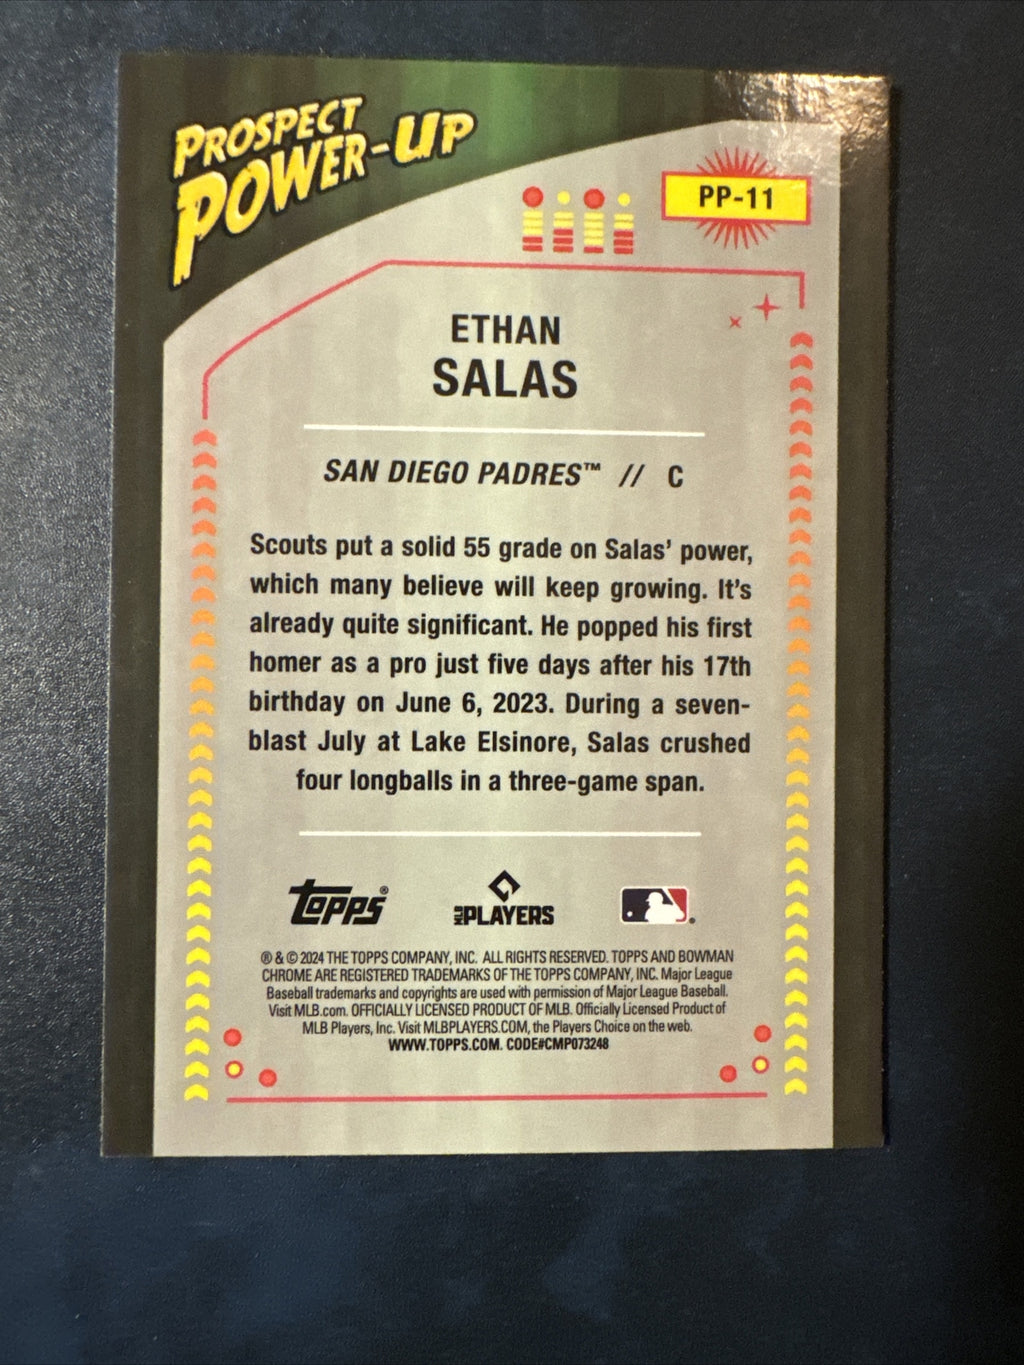 PROSPECT
POWER-UP
PP-11
ETHAN
SALAS
SAN DIEGO PADRES™ // C
Scouts put a solid 55 grade on Salas' power,
which many believe will keep growing. It's
already quite significant. He popped his first
homer as a pro just five days after his 17th
birthday on June 6, 2023. During a seven-
blast July at Lake Elsinore, Salas crushed
four longballs in a three-game span.
TOPPS® MLB PLAYERS ®
® & © 2024 THE TOPPS COMPANY, INC. ALL RIGHTS RESERVED. TOPPS AND BOWMAN
CHROME ARE REGISTERED TRADEMARKS OF THE TOPPS COMPANY, INC. Major League
Baseball trademarks and copyrights are used with permission of Major League Baseball.
Visit MLB.com. OFFICIALLY LICENSED PRODUCT OF MLB. Officially Licensed Product of
MLB Players, Inc. Visit MLBPLAYERS.COM, the Players Choice on the web.
WWW.TOPPS.COM. CODE#CMP073248